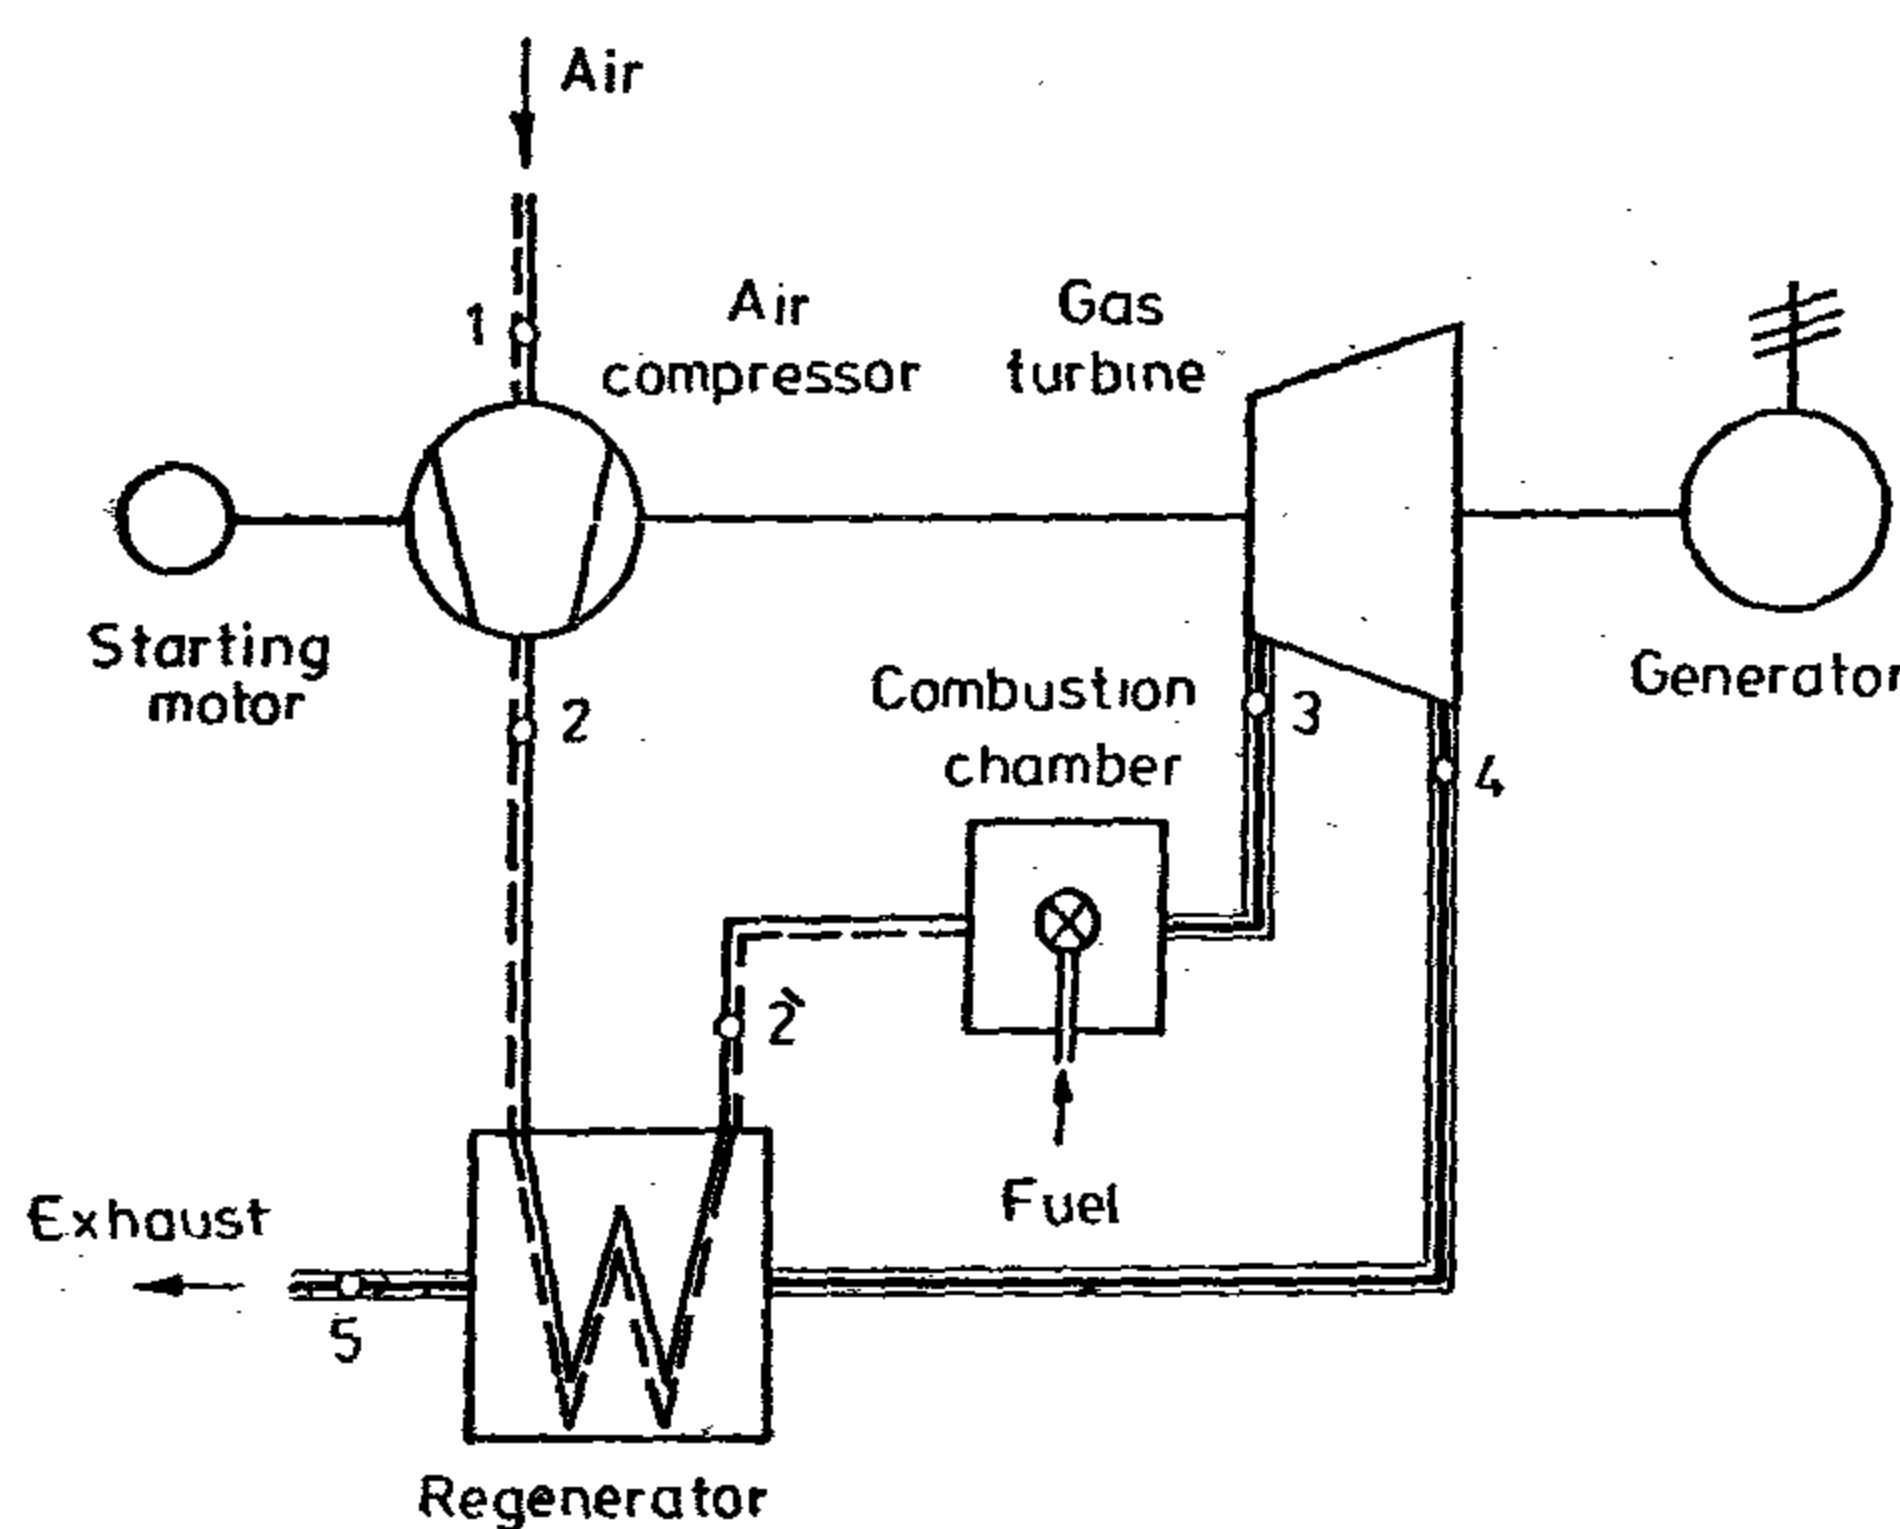 Air
1
Air
compressor
Gas
turbine
Starting
motor
2
Combustion
chamber
3
4
Generator
2'
Fuel
Exhaust
5
Regenerator